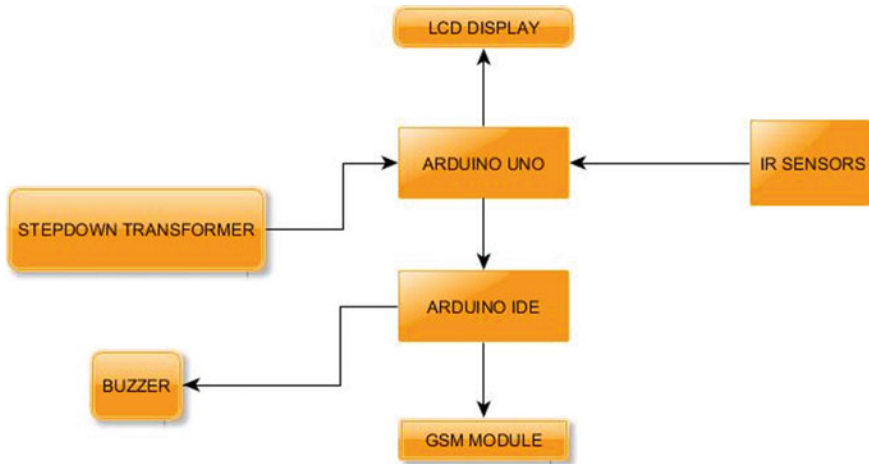 LCD DISPLAY
ARDUINO UNO
IR SENSORS
STEPDOWN TRANSFORMER
ARDUINO IDE
BUZZER
GSM MODULE